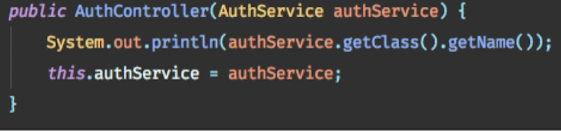 public AuthController(AuthService authService) {
System.out.println(authService.getClass().getName());
this.authService = authService;
}